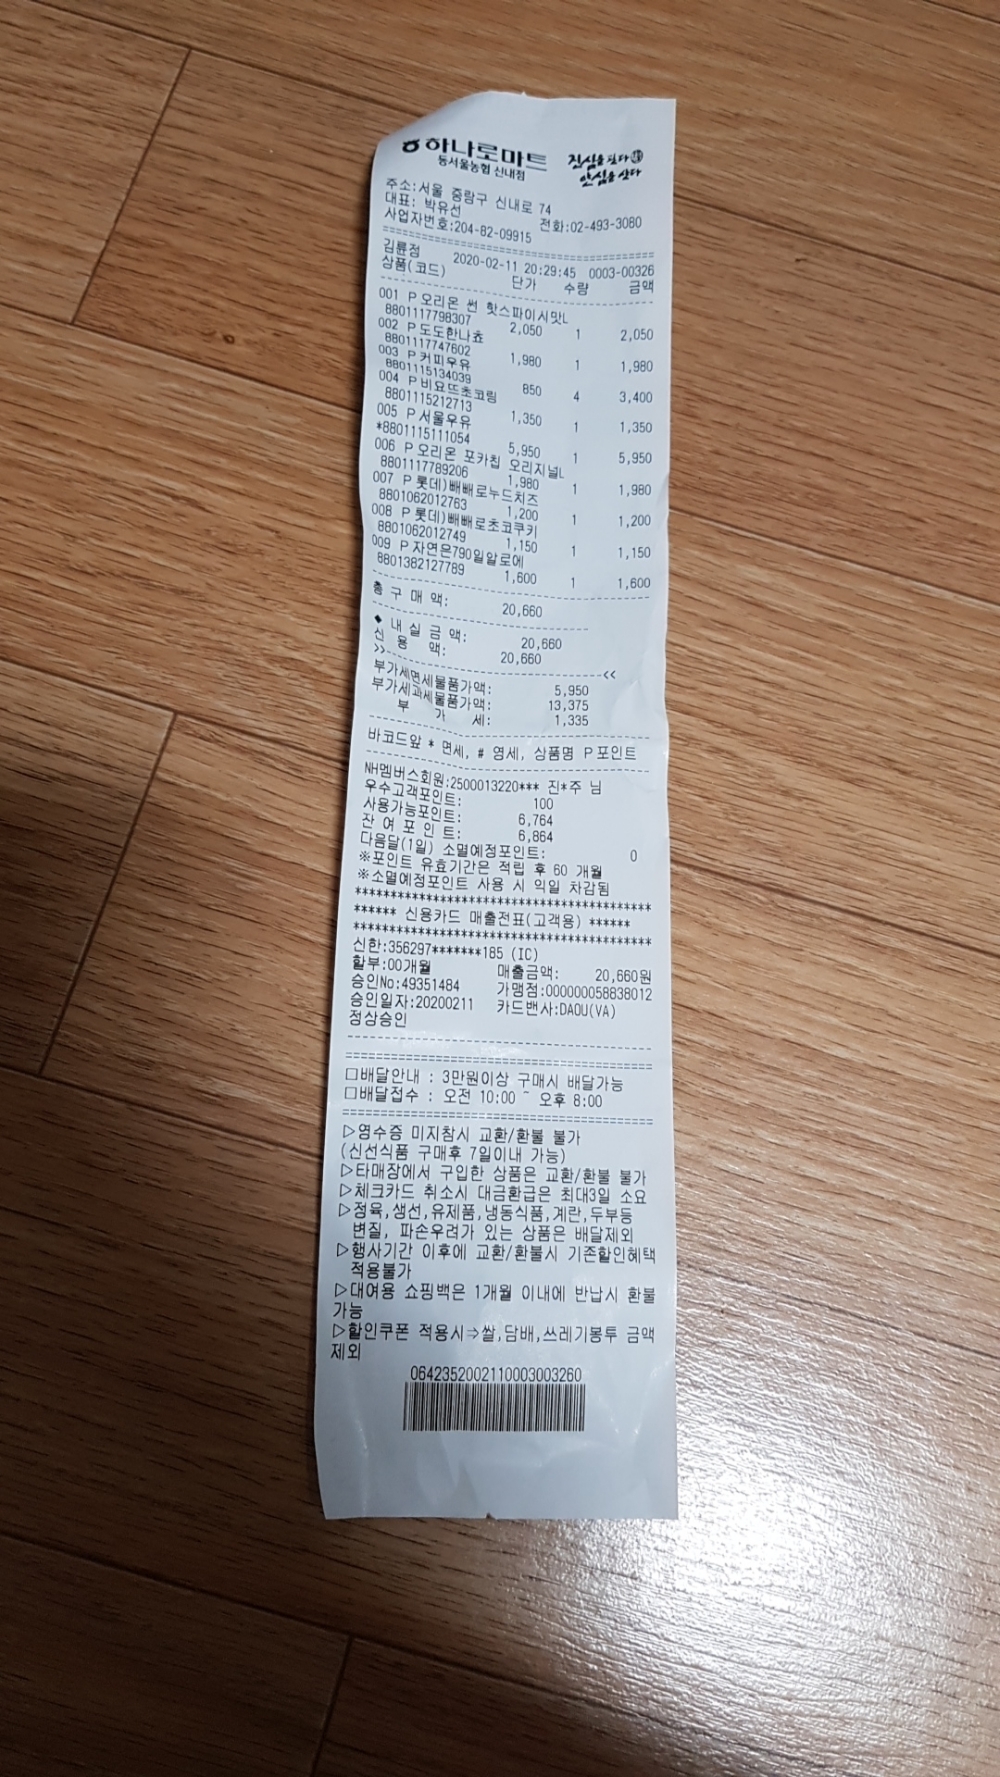 하나로마트
동서울농협 신내점
진심을 판다
안심을 산다
주소:서울 중랑구 신내로 74
대표: 박유선 전화:02-493-3080
사업자번호:204-82-09915
김륜정 2020-02-11 20:29:45 0003-00326
상품(코드) 단가 수량 금액
001 P 오리온 썬 핫스파이시맛
8801117798307 2,050 1 2,050
002 P 도도한나쵸
8801117747602 1,980 1 1,980
003 P 커피우유
8801115134039 850 4 3,400
004 P 비요뜨초코링
8801115212713 1,350 1 1,350
005 P 서울우유
*8801115111054 5,950 1 5,950
006 P 오리온 포카칩 오리지널
8801117789206 1,980 1 1,980
007 P 롯데)빼빼로누드치즈
8801062012763 1,200 1 1,200
008 P 롯데)빼빼로초코쿠키
8801062012749 1,150 1 1,150
009 P 자연은790일알로에
8801382127789 1,600 1 1,600
총 구 매 액: 20,660
◆ 내 실 금 액: 20,660
신 용 액: 20,660
>> <<
부가세면세물품가액: 5,950
부가세과세물품가액: 13,375
부 가 세: 1,335
바코드앞 * 면세, # 영세, 상품명 P 포인트
NH멤버스회원:2500013220*** 진*주 님
우수고객포인트: 100
사용가능포인트: 6,764
잔 여 포 인 트: 6,864
다음달(1일) 소멸예정포인트: 0
※포인트 유효기간은 적립 후 60 개월
※소멸예정포인트 사용 시 익일 차감됨
****** 신용카드 매출전표(고객용) ******
신한:356297*******185 (IC)
할부:00개월 매출금액: 20,660원
승인No:49351484 가맹점:000000058838012
승인일자:20200211 카드밴사:DAOU(VA)
정상승인
□배달안내 : 3만원이상 구매시 배달가능
□배달접수 : 오전 10:00 ~ 오후 8:00
▷영수증 미지참시 교환/환불 불가
(신선식품 구매후 7일이내 가능)
▷타매장에서 구입한 상품은 교환/환불 불가
▷체크카드 취소시 대금환급은 최대3일 소요
▷정육,생선,유제품,냉동식품,계란,두부등
변질, 파손우려가 있는 상품은 배달제외
▷행사기간 이후에 교환/환불시 기존할인혜택
적용불가
▷대여용 쇼핑백은 1개월 이내에 반납시 환불
가능
▷할인쿠폰 적용시⇒쌀,담배,쓰레기봉투 금액
제외
0642352002110003003260